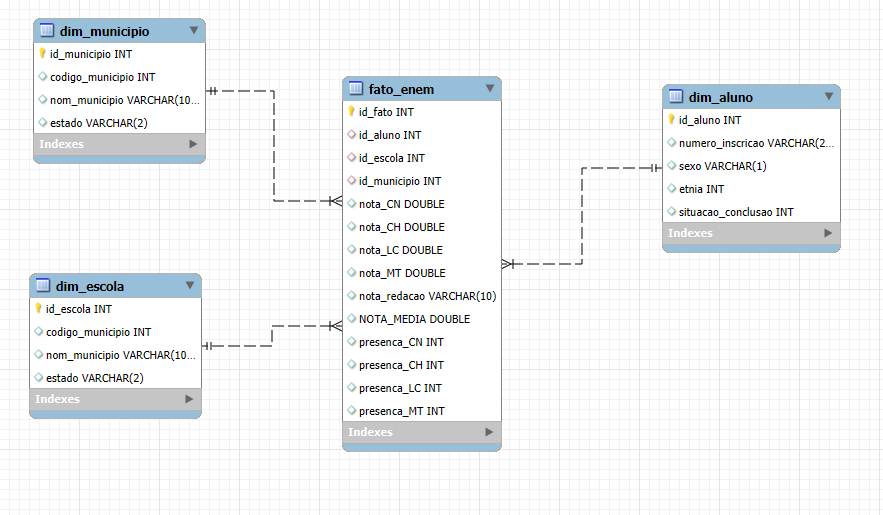 dim_municipio
id_municipio INT
codigo_municipio INT
nom_municipio VARCHAR(10...
estado VARCHAR(2)
Indexes
fato_enem
id_fato INT
id_aluno INT
id_escola INT
id_municipio INT
nota_CN DOUBLE
nota_CH DOUBLE
nota_LC DOUBLE
nota_MT DOUBLE
nota_redacao VARCHAR(10)
NOTA_MEDIA DOUBLE
presenca_CN INT
presenca_CH INT
presenca_LC INT
presenca_MT INT
Indexes
dim_aluno
id_aluno INT
numero_inscricao VARCHAR(2...
sexo VARCHAR(1)
etnia INT
situacao_conclusao INT
Indexes
dim_escola
id_escola INT
codigo_municipio INT
nom_municipio VARCHAR(10...
estado VARCHAR(2)
Indexes